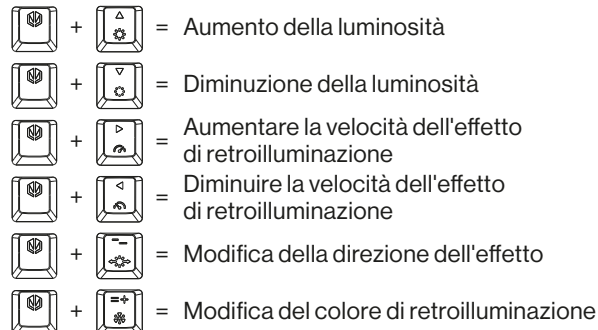 + = Aumento della luminosità
+ = Diminuzione della luminosità
+ = Aumentare la velocità dell'effetto
di retroilluminazione
+ = Diminuire la velocità dell'effetto
di retroilluminazione
+ - _ = Modifica della direzione dell'effetto
+ = + = Modifica del colore di retroilluminazione